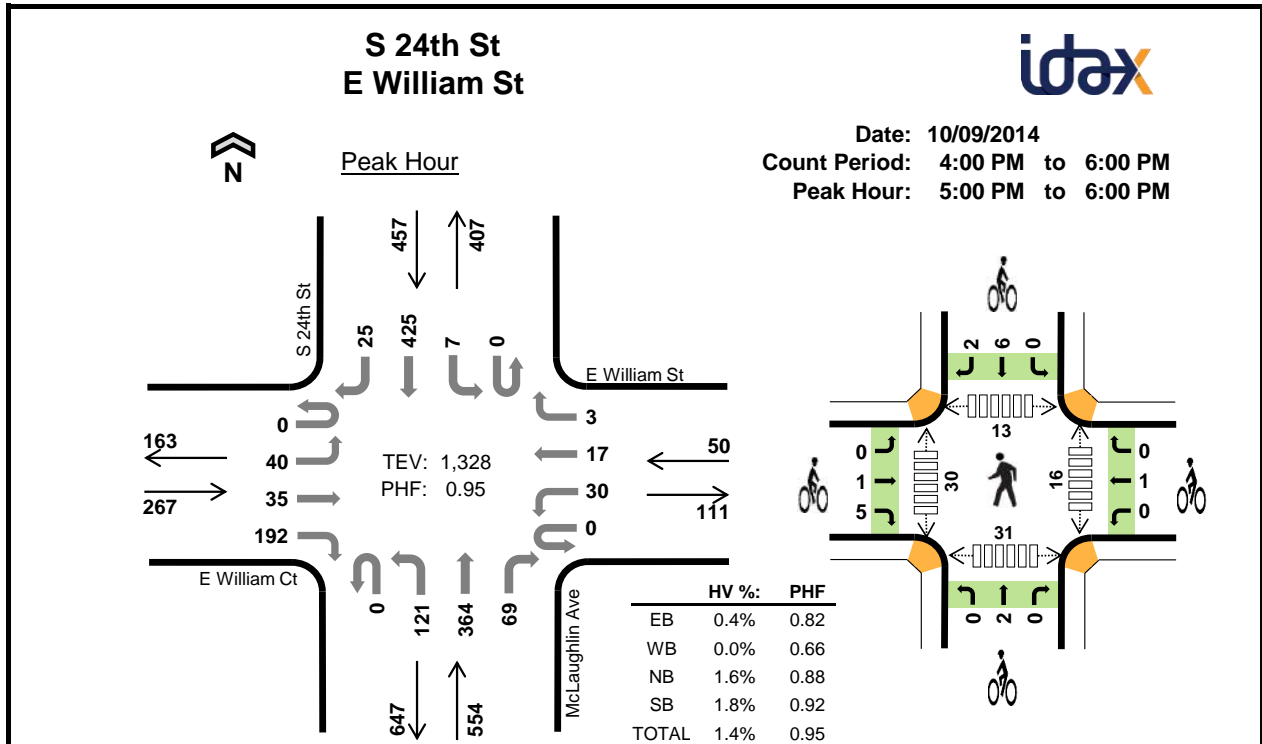 S 24th St
E William St
idax
N
Peak Hour
Date: 10/09/2014
Count Period: 4:00 PM to 6:00 PM
Peak Hour: 5:00 PM to 6:00 PM
457
407
S 24th St
25
425
7
0
E William St
0
40
35
192
163
267
TEV: 1,328
PHF: 0.95
3
17
30
0
50
111
E William Ct
0
121
364
69
McLaughlin Ave
647
554
HV %: PHF
EB 0.4% 0.82
WB 0.0% 0.66
NB 1.6% 0.88
SB 1.8% 0.92
TOTAL 1.4% 0.95
2
6
0
13
0
1
5
30
16
0
1
0
31
0
2
0